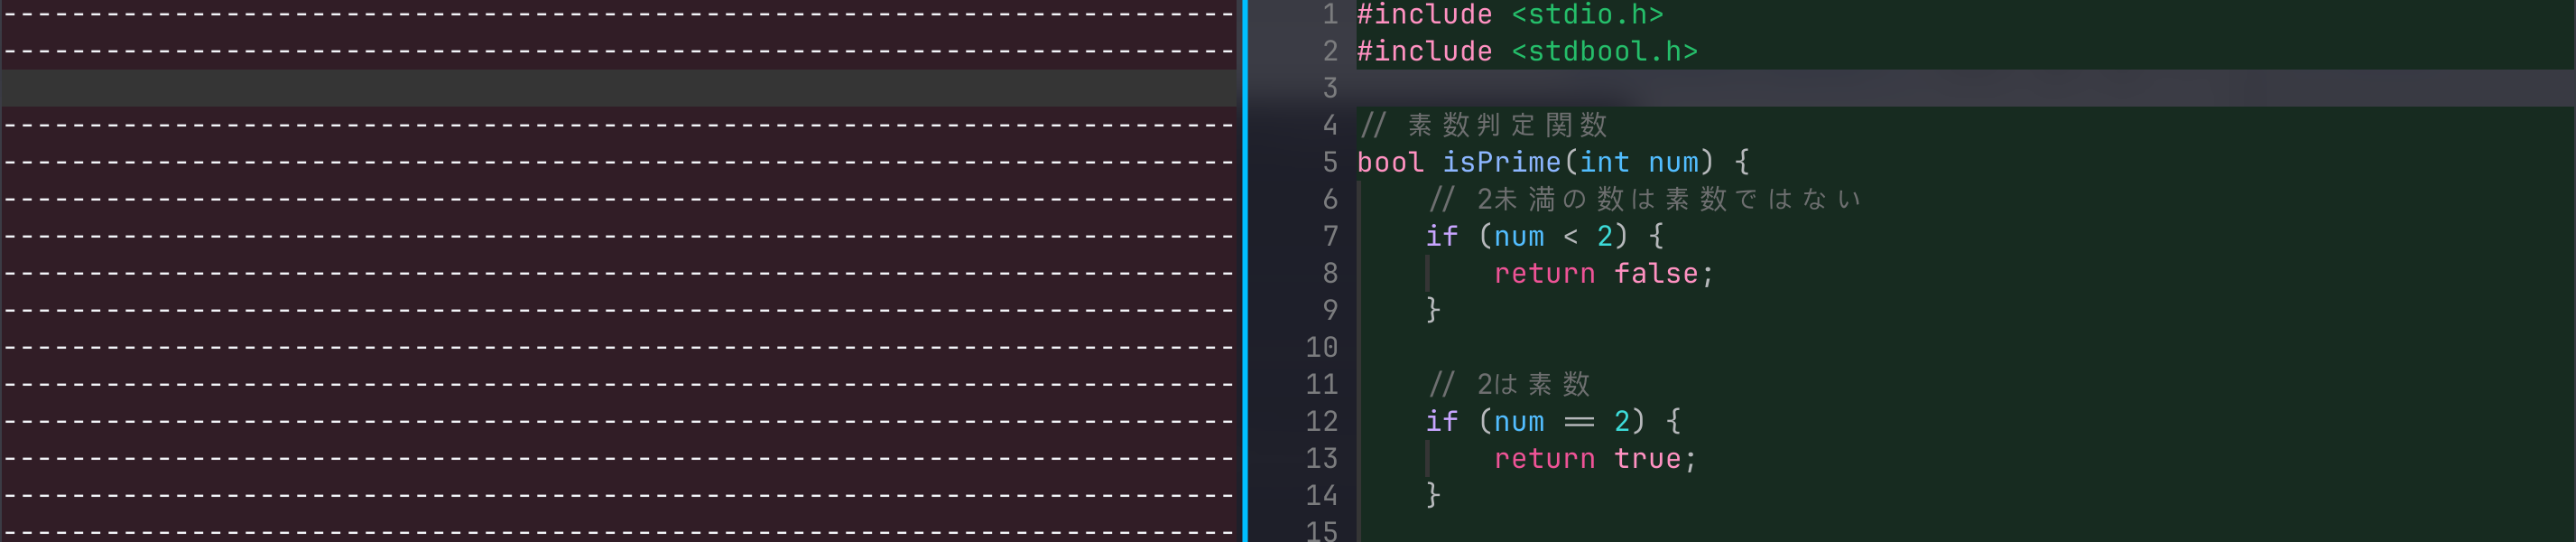 1 #include <stdio.h>
2 #include <stdbool.h>
3
4 // 素数判定関数
5 bool isPrime(int num) {
6     // 2未満の数は素数ではない
7     if (num < 2) {
8         return false;
9     }
10
11     // 2は素数
12     if (num == 2) {
13         return true;
14     }
15